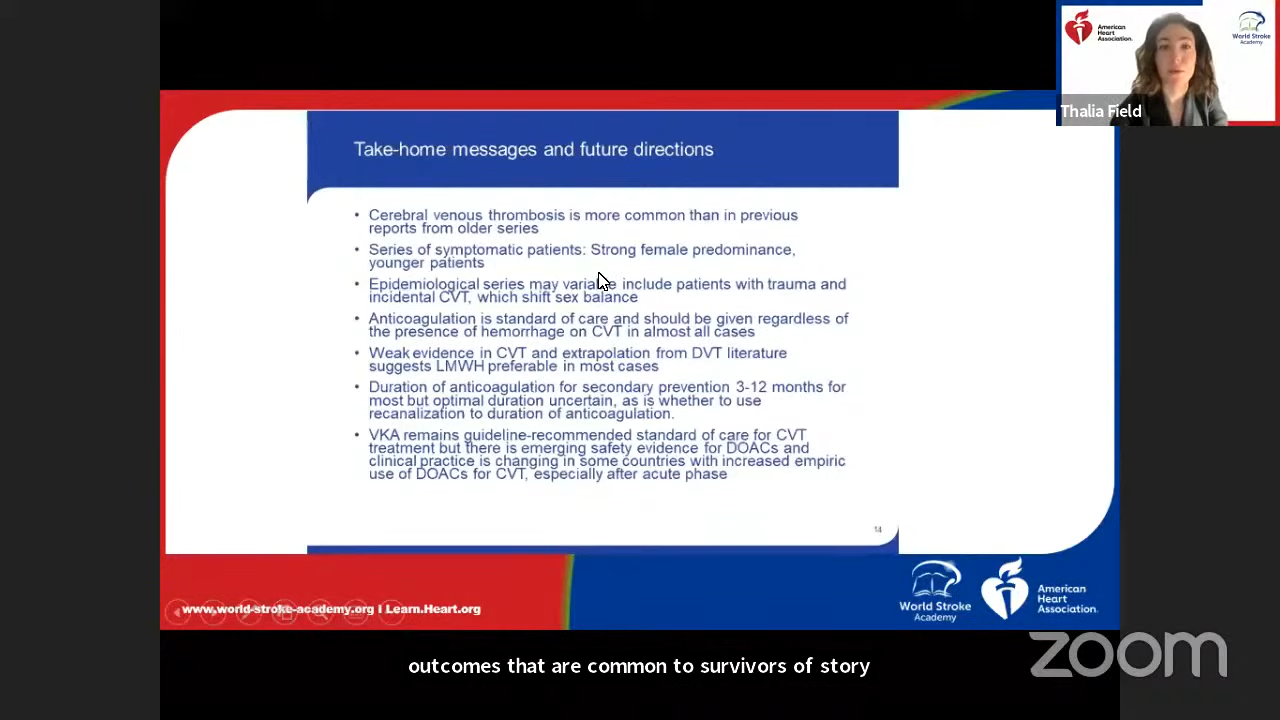 American
Heart
Association.
World Stroke
Academy
Thalia Field
Take-home messages and future directions
• Cerebral venous thrombosis is more common than in previous
reports from older series
• Series of symptomatic patients: Strong female predominance,
younger patients
• Epidemiological series may variable include patients with trauma and
incidental CVT, which shift sex balance
• Anticoagulation is standard of care and should be given regardless of
the presence of hemorrhage on CVT in almost all cases
• Weak evidence in CVT and extrapolation from DVT literature
suggests LMWH preferable in most cases
• Duration of anticoagulation for secondary prevention 3-12 months for
most but optimal duration uncertain, as is whether to use
recanalization to duration of anticoagulation.
• VKA remains guideline-recommended standard of care for CVT
treatment but there is emerging safety evidence for DOACs and
clinical practice is changing in some countries with increased empiric
use of DOACs for CVT, especially after acute phase
14
www.world-stroke-academy.org I Learn.Heart.org
World Stroke
Academy
American
Heart
Association.
outcomes that are common to survivors of story
zoom